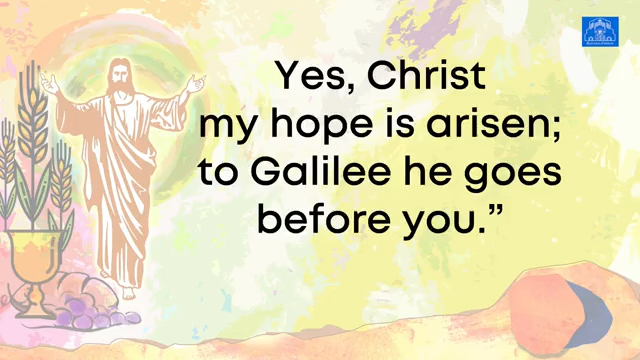 Yes, Christ
my hope is arisen;
to Galilee he goes
before you.”